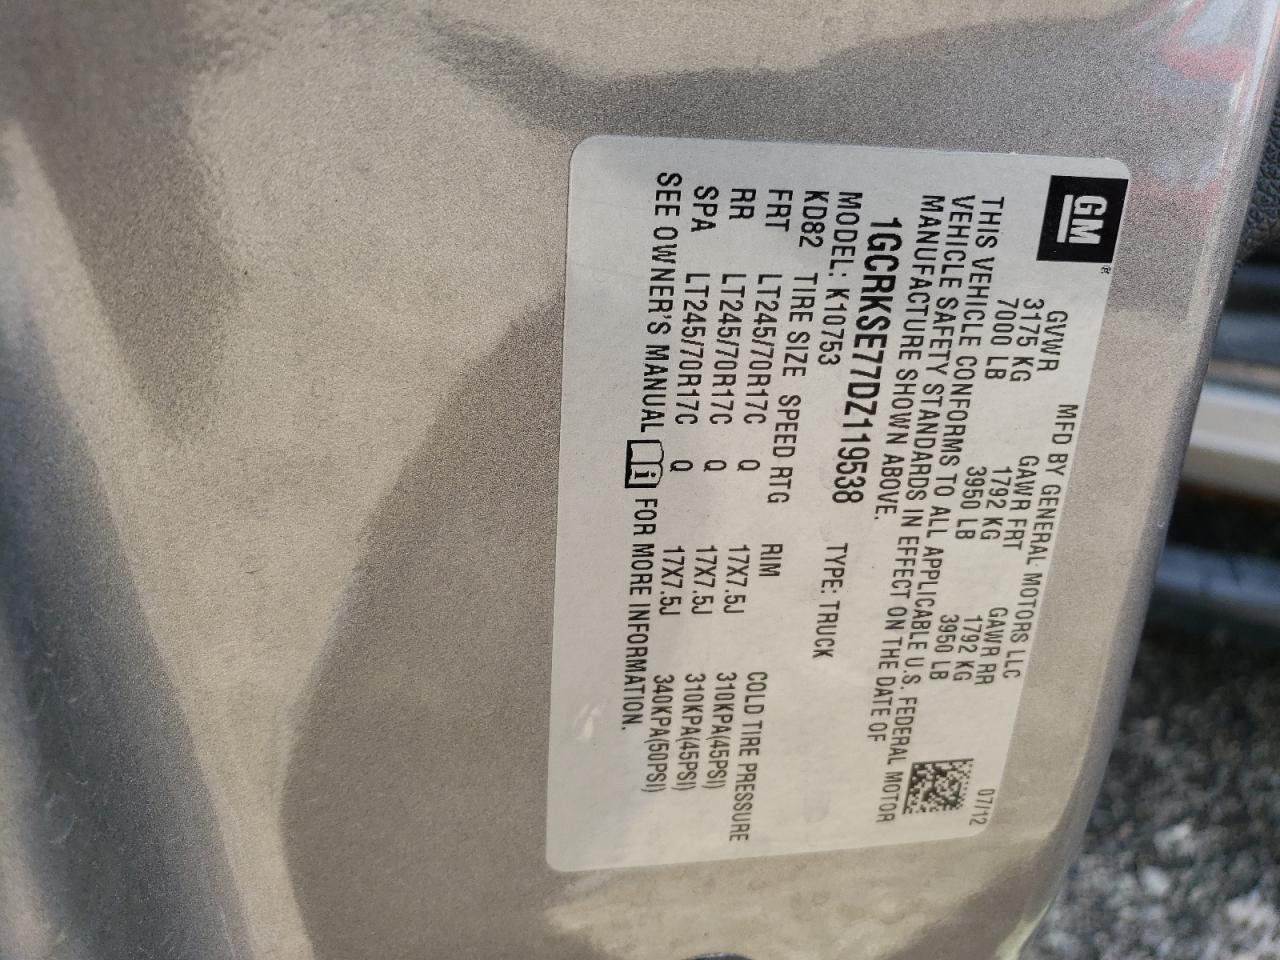 GM
MFD BY GENERAL MOTORS LLC 07/12
GVWR GAWR FRT GAWR RR
3175 KG 1792 KG 1792 KG
7000 LB 3950 LB 3950 LB
THIS VEHICLE CONFORMS TO ALL APPLICABLE U.S. FEDERAL MOTOR
VEHICLE SAFETY STANDARDS IN EFFECT ON THE DATE OF
MANUFACTURE SHOWN ABOVE.
1GCRKSE77DZ119538 TYPE: TRUCK
MODEL: K10753
KD82 TIRE SIZE SPEED RTG RIM COLD TIRE PRESSURE
FRT LT245/70R17C Q 17X7.5J 310KPA(45PSI)
RR LT245/70R17C Q 17X7.5J 310KPA(45PSI)
SPA LT245/70R17C Q 17X7.5J 340KPA(50PSI)
SEE OWNER'S MANUAL i FOR MORE INFORMATION.